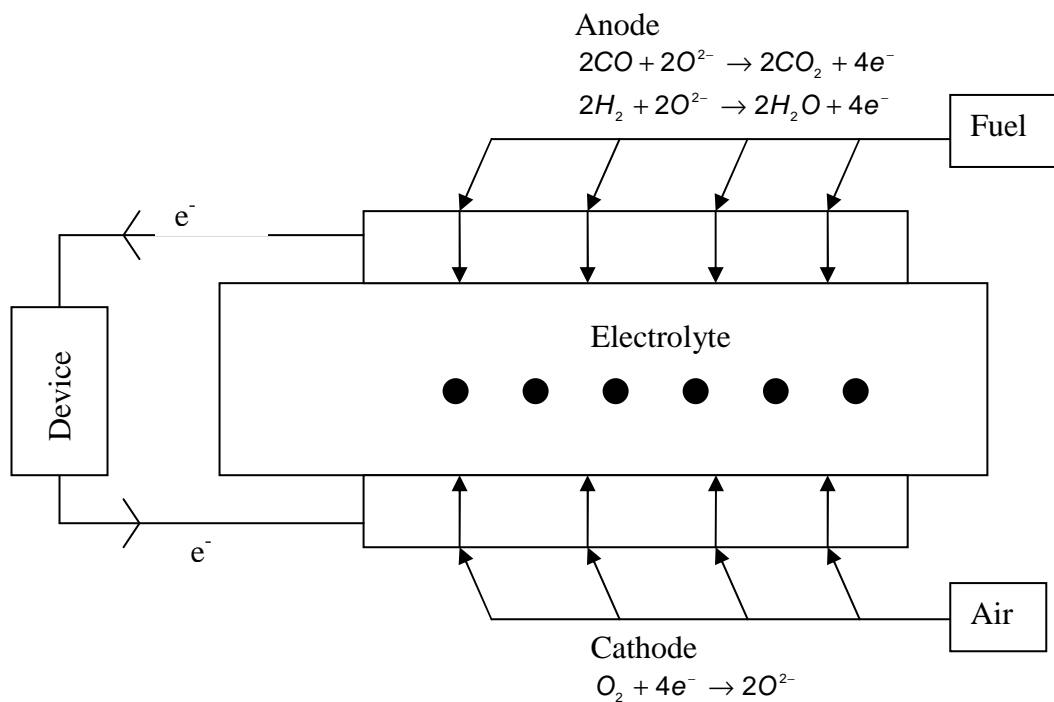 Anode
2CO + 2O²⁻ → 2CO₂ + 4e⁻
2H₂ + 2O²⁻ → 2H₂O + 4e⁻
Fuel
e⁻
Electrolyte
Device
e⁻
Air
Cathode
O₂ + 4e⁻ → 2O²⁻